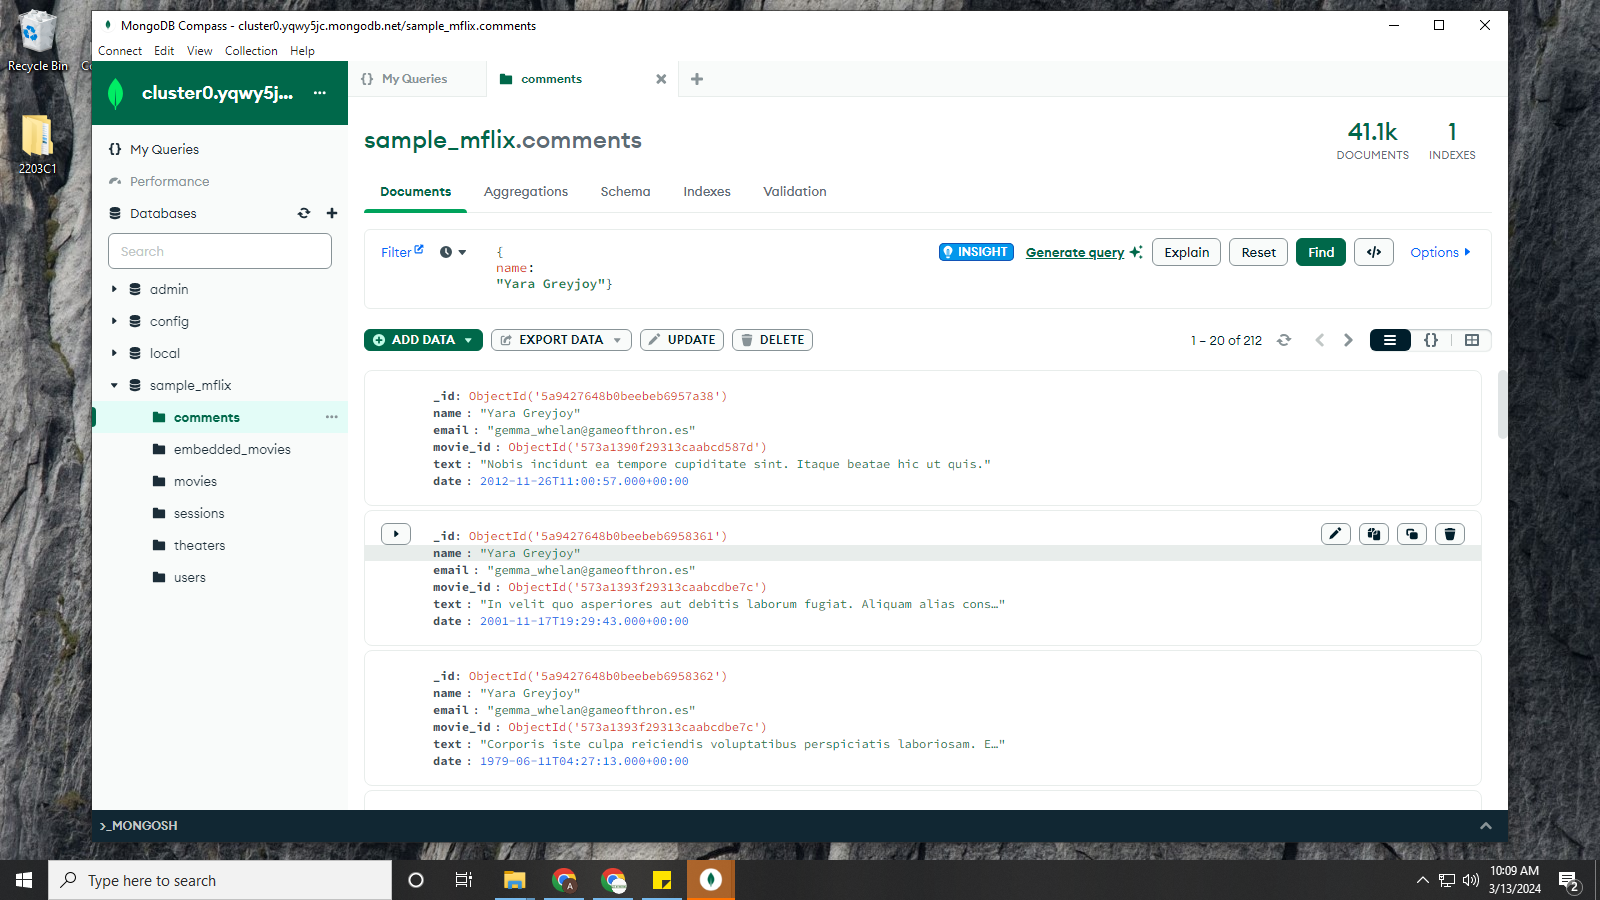 Recycle Bin
2203C1
MongoDB Compass - cluster0.yqwy5jc.mongodb.net/sample_mflix.comments
Connect Edit View Collection Help
cluster0.yqwy5j...
My Queries
Performance
Databases
Search
admin
config
local
sample_mflix
comments
embedded_movies
movies
sessions
theaters
users
{} My Queries
comments
sample_mflix.comments
41.1k
DOCUMENTS
1
INDEXES
Documents Aggregations Schema Indexes Validation
Filter
{
name:
"Yara Greyjoy"}
INSIGHT Generate query Explain Reset Find </> Options
ADD DATA EXPORT DATA UPDATE DELETE
1 – 20 of 212
{}
_id: ObjectId('5a9427648b0beebeb6957a38')
name : "Yara Greyjoy"
email : "gemma_whelan@gameofthron.es"
movie_id : ObjectId('573a1390f29313caabcd587d')
text : "Nobis incidunt ea tempore cupiditate sint. Itaque beatae hic ut quis."
date : 2012-11-26T11:00:57.000+00:00
_id: ObjectId('5a9427648b0beebeb6958361')
name : "Yara Greyjoy"
email : "gemma_whelan@gameofthron.es"
movie_id : ObjectId('573a1393f29313caabcdbe7c')
text : "In velit quo asperiores aut debitis laborum fugiat. Aliquam alias cons…"
date : 2001-11-17T19:29:43.000+00:00
_id: ObjectId('5a9427648b0beebeb6958362')
name : "Yara Greyjoy"
email : "gemma_whelan@gameofthron.es"
movie_id : ObjectId('573a1393f29313caabcdbe7c')
text : "Corporis iste culpa reiciendis voluptatibus perspiciatis laboriosam. E…"
date : 1979-06-11T04:27:13.000+00:00
>_MONGOSH
Type here to search
A
10:09 AM
3/13/2024
2